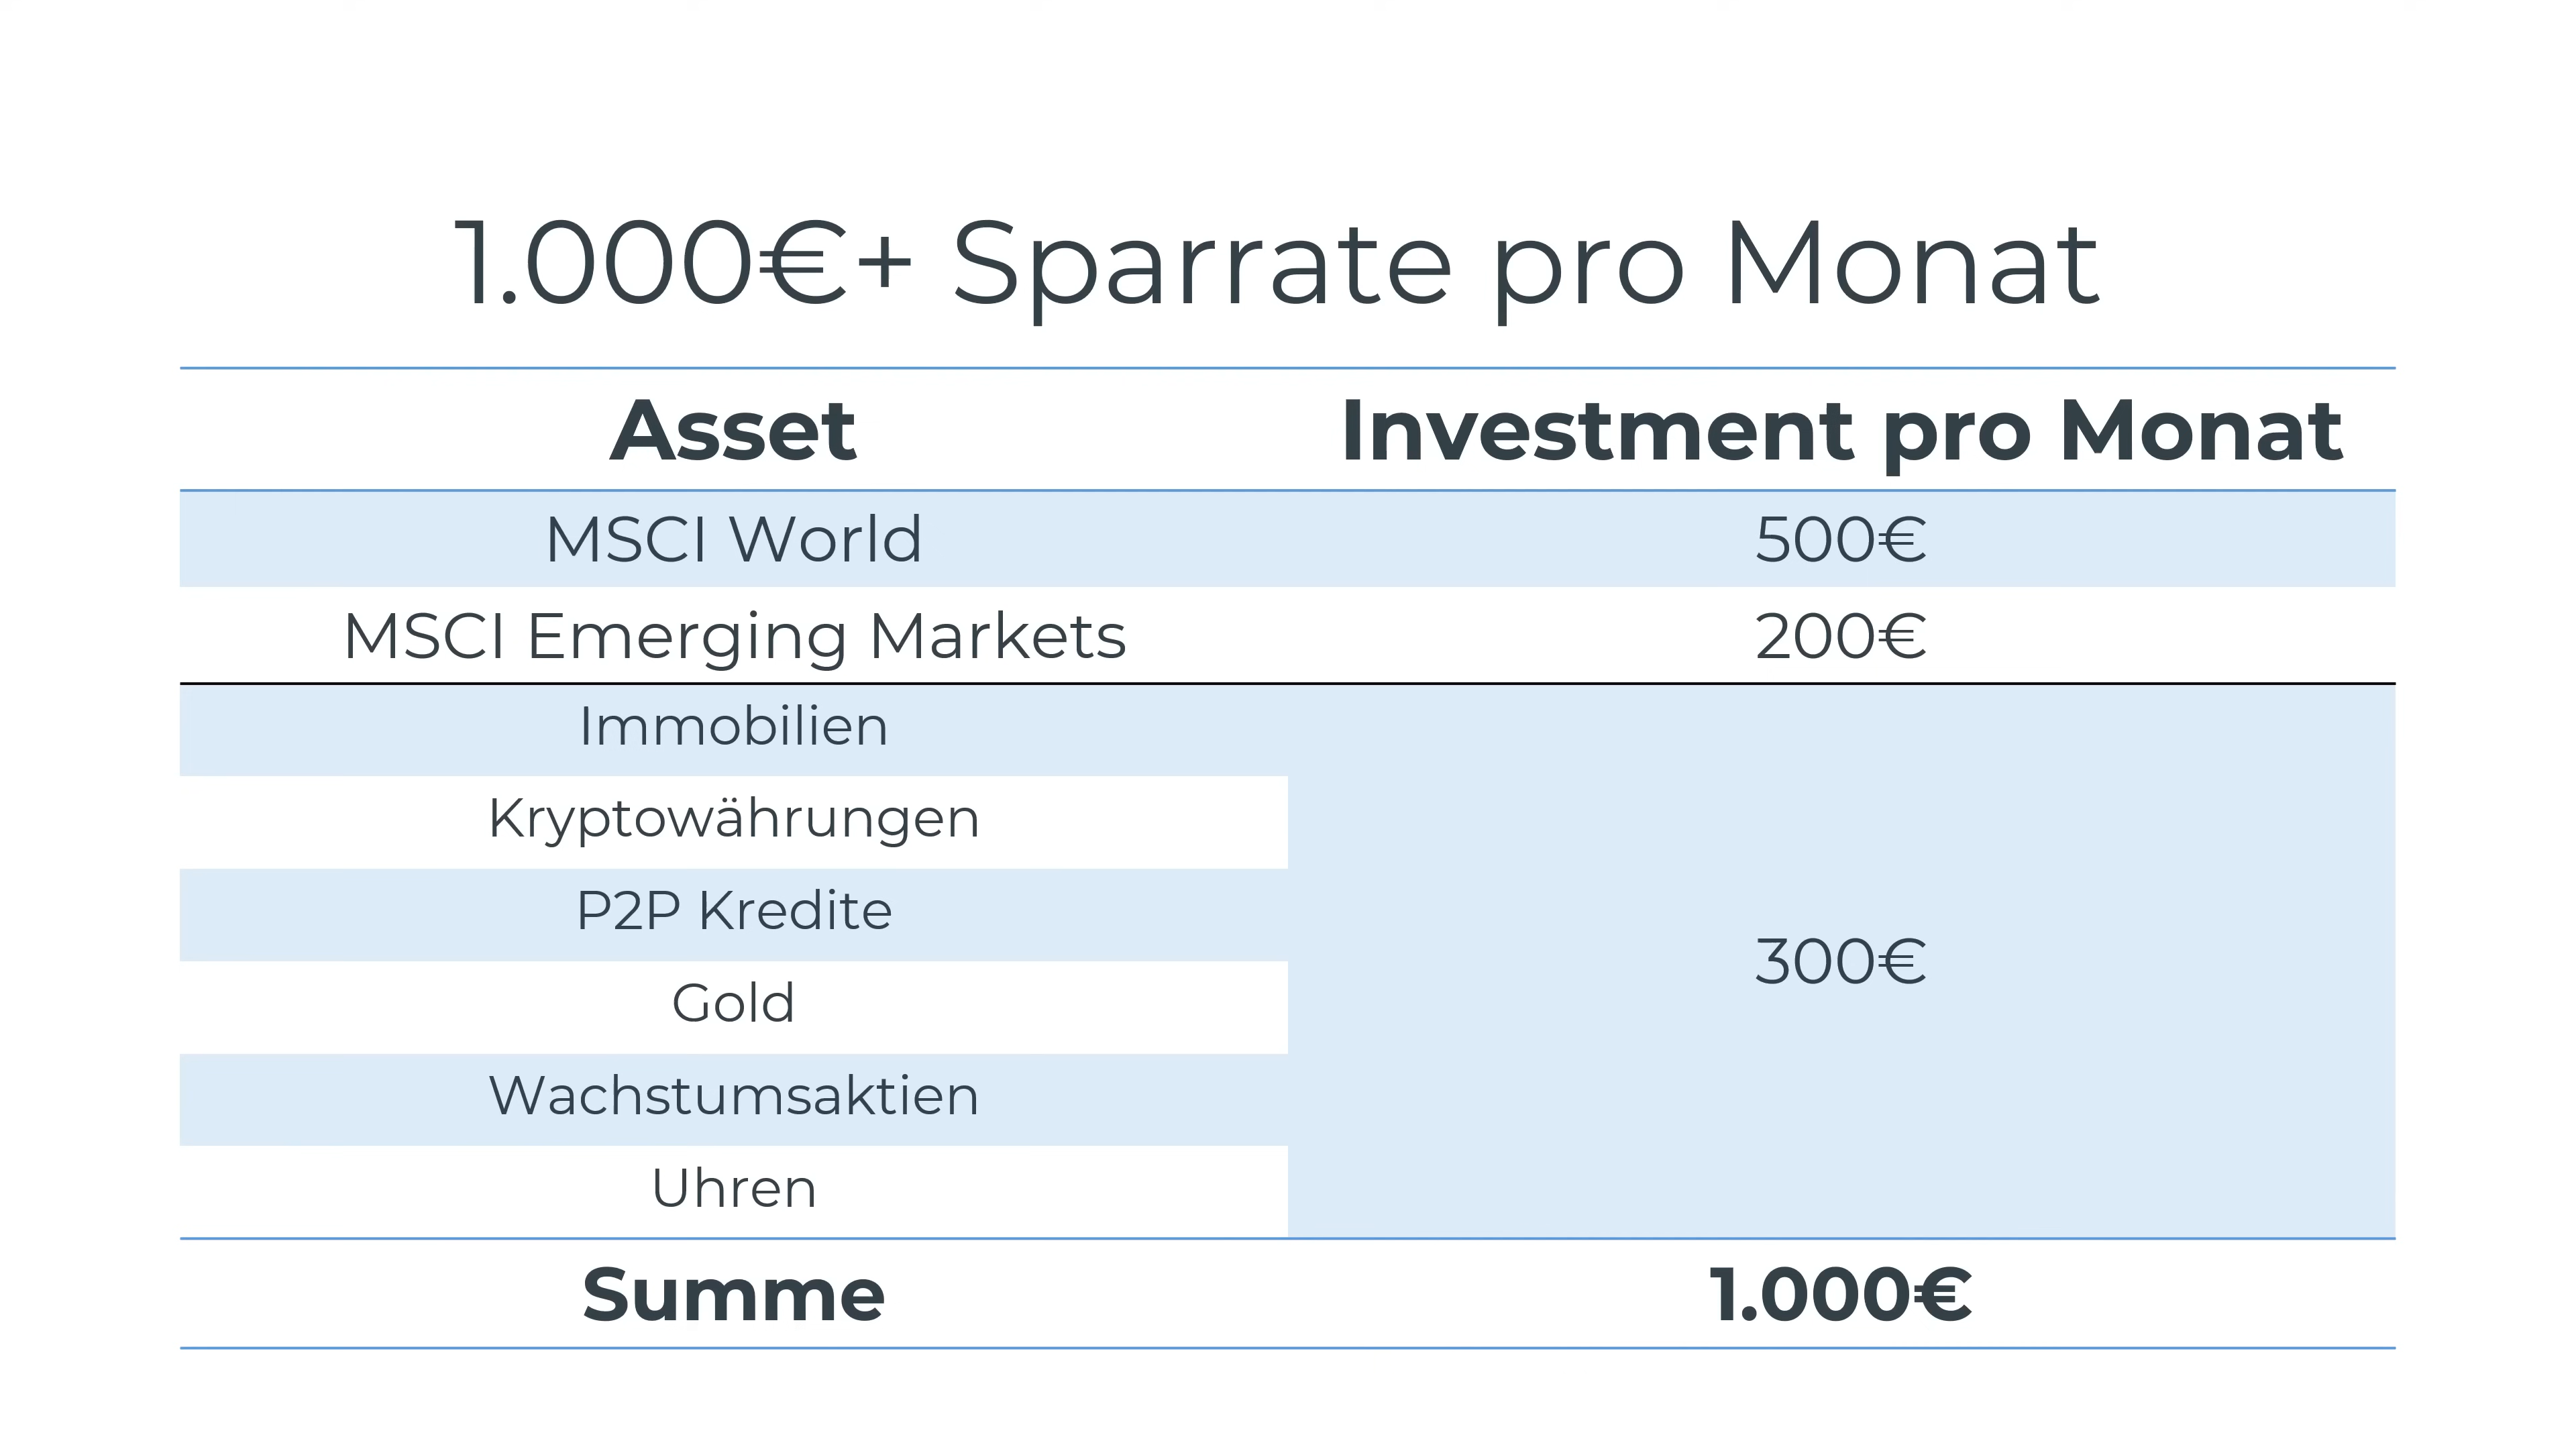 1.000€+ Sparrate pro Monat
Asset Investment pro Monat
MSCI World 500€
MSCI Emerging Markets 200€
Immobilien
Kryptowährungen
P2P Kredite
300€
Gold
Wachstumsaktien
Uhren
Summe 1.000€